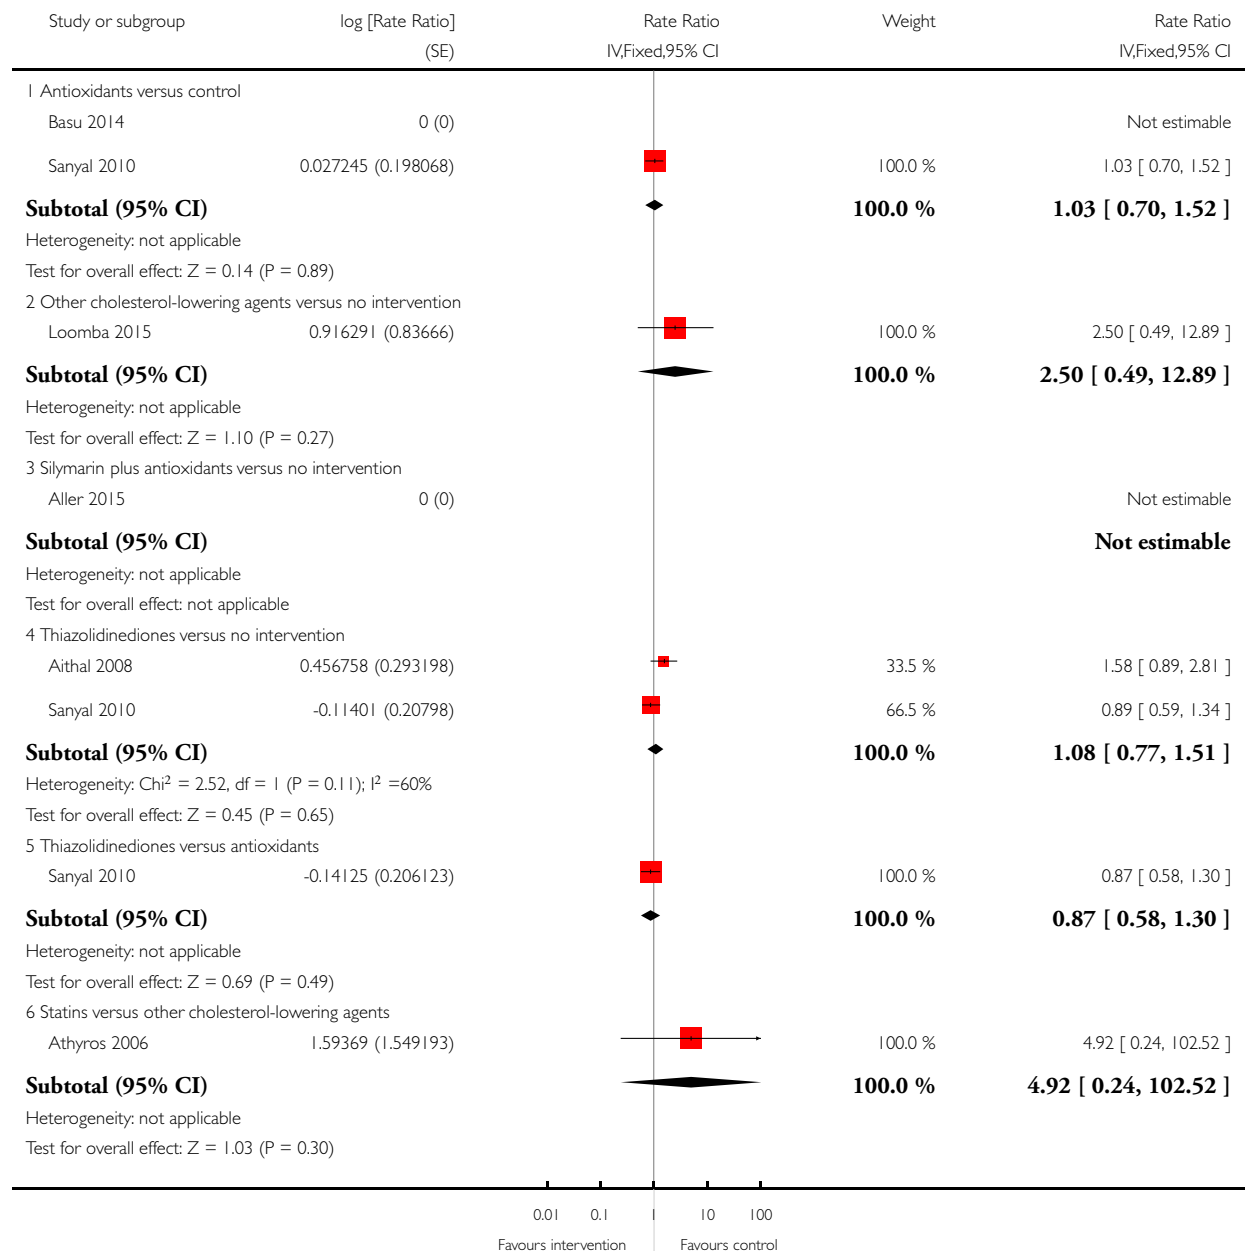 Study or subgroup log [Rate Ratio] Rate Ratio Weight Rate Ratio
(SE) IV,Fixed,95% CI IV,Fixed,95% CI
1 Antioxidants versus control
Basu 2014 0 (0) Not estimable
Sanyal 2010 0.027245 (0.198068) 100.0 % 1.03 [ 0.70, 1.52 ]
Subtotal (95% CI) 100.0 % 1.03 [ 0.70, 1.52 ]
Heterogeneity: not applicable
Test for overall effect: Z = 0.14 (P = 0.89)
2 Other cholesterol-lowering agents versus no intervention
Loomba 2015 0.916291 (0.83666) 100.0 % 2.50 [ 0.49, 12.89 ]
Subtotal (95% CI) 100.0 % 2.50 [ 0.49, 12.89 ]
Heterogeneity: not applicable
Test for overall effect: Z = 1.10 (P = 0.27)
3 Silymarin plus antioxidants versus no intervention
Aller 2015 0 (0) Not estimable
Subtotal (95% CI) Not estimable
Heterogeneity: not applicable
Test for overall effect: not applicable
4 Thiazolidinediones versus no intervention
Aithal 2008 0.456758 (0.293198) 33.5 % 1.58 [ 0.89, 2.81 ]
Sanyal 2010 -0.11401 (0.20798) 66.5 % 0.89 [ 0.59, 1.34 ]
Subtotal (95% CI) 100.0 % 1.08 [ 0.77, 1.51 ]
Heterogeneity: Chi² = 2.52, df = 1 (P = 0.11); I² =60%
Test for overall effect: Z = 0.45 (P = 0.65)
5 Thiazolidinediones versus antioxidants
Sanyal 2010 -0.14125 (0.206123) 100.0 % 0.87 [ 0.58, 1.30 ]
Subtotal (95% CI) 100.0 % 0.87 [ 0.58, 1.30 ]
Heterogeneity: not applicable
Test for overall effect: Z = 0.69 (P = 0.49)
6 Statins versus other cholesterol-lowering agents
Athyros 2006 1.59369 (1.549193) 100.0 % 4.92 [ 0.24, 102.52 ]
Subtotal (95% CI) 100.0 % 4.92 [ 0.24, 102.52 ]
Heterogeneity: not applicable
Test for overall effect: Z = 1.03 (P = 0.30)
0.01 0.1 1 10 100
Favours intervention Favours control